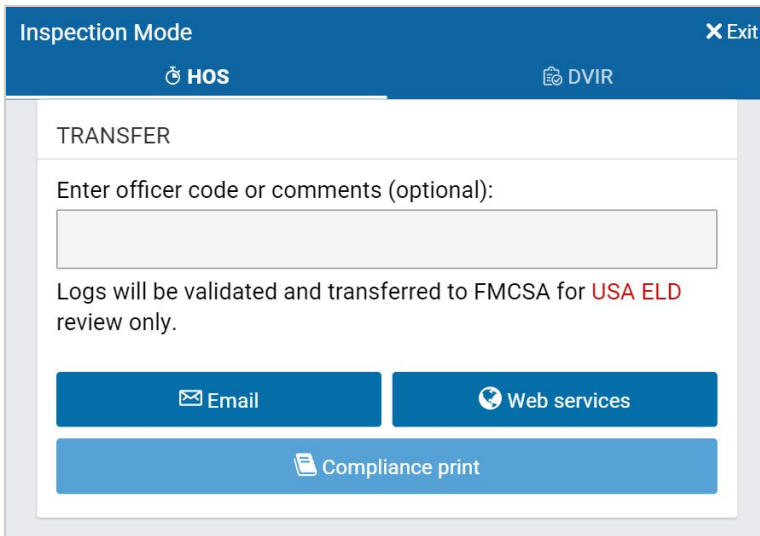 Inspection Mode
Exit
HOS
DVIR
TRANSFER
Enter officer code or comments (optional):
Logs will be validated and transferred to FMCSA for USA ELD
review only.
Email
Web services
Compliance print